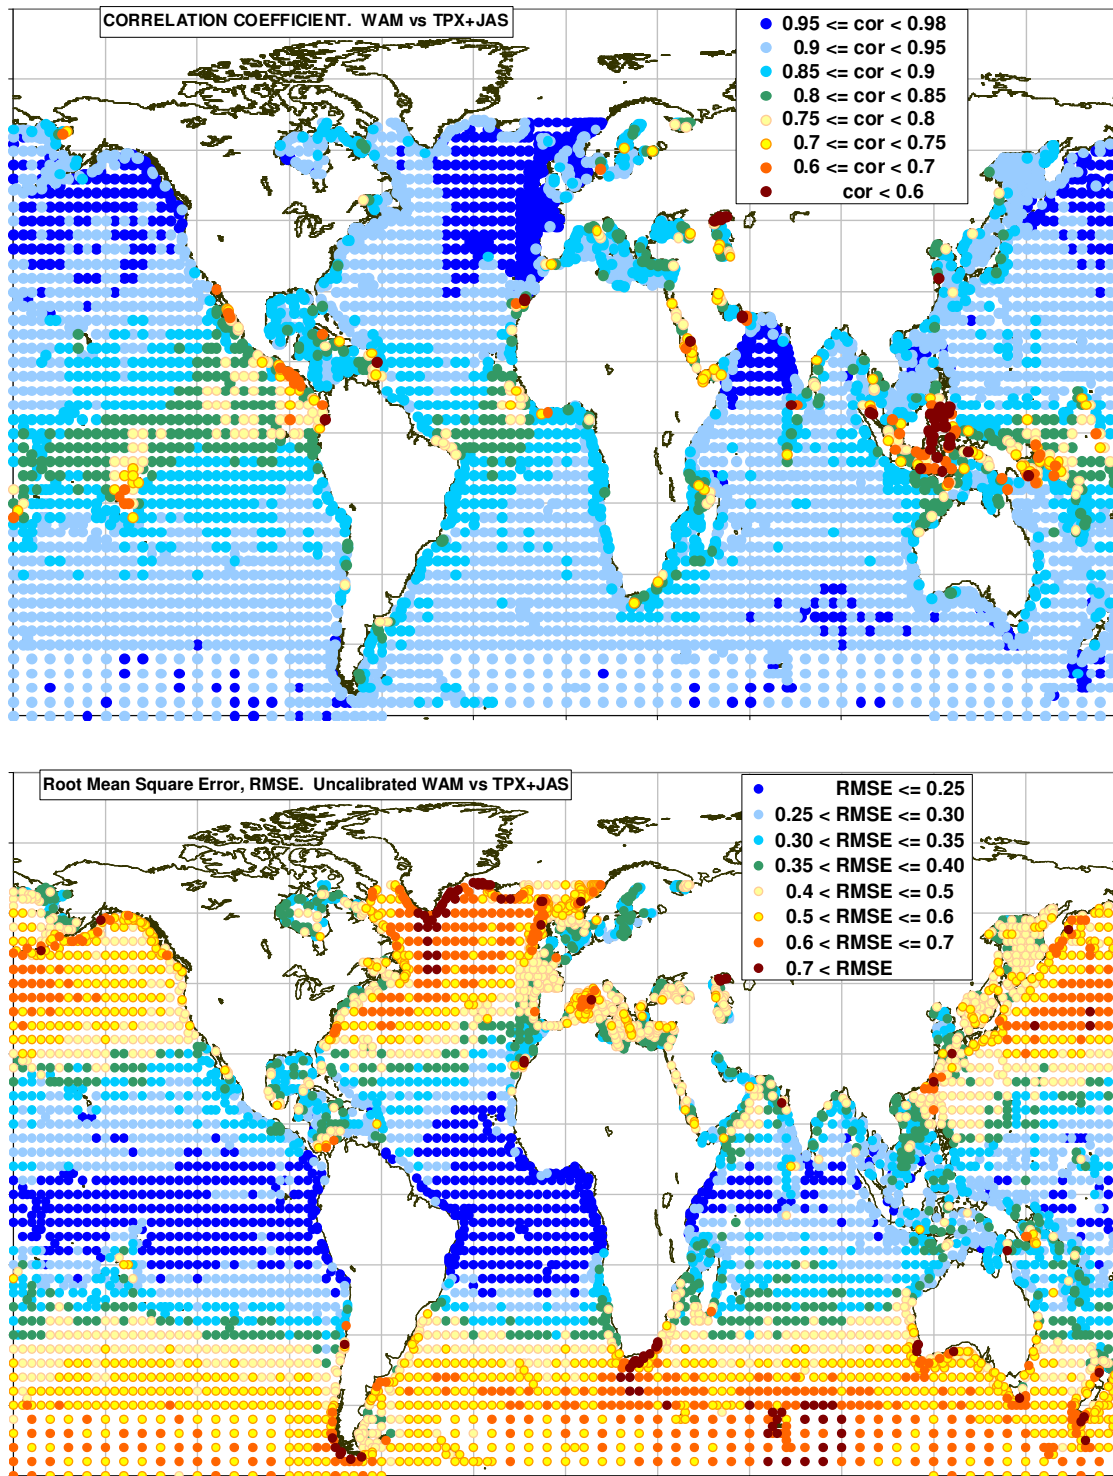 CORRELATION COEFFICIENT. WAM vs TPX+JAS
0.95 <= cor < 0.98
0.9 <= cor < 0.95
0.85 <= cor < 0.9
0.8 <= cor < 0.85
0.75 <= cor < 0.8
0.7 <= cor < 0.75
0.6 <= cor < 0.7
cor < 0.6
Root Mean Square Error, RMSE. Uncalibrated WAM vs TPX+JAS
RMSE <= 0.25
0.25 < RMSE <= 0.30
0.30 < RMSE <= 0.35
0.35 < RMSE <= 0.40
0.4 < RMSE <= 0.5
0.5 < RMSE <= 0.6
0.6 < RMSE <= 0.7
0.7 < RMSE